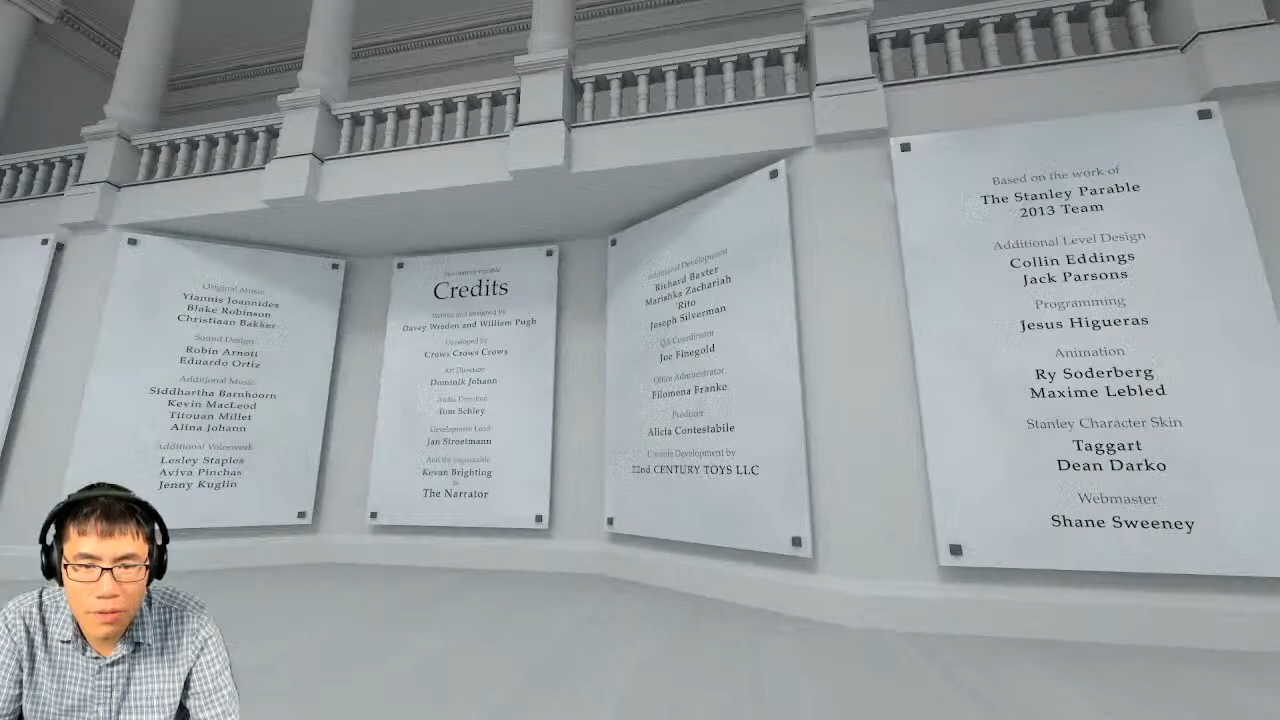 Original Music
Yiannis Ioannides
Blake Robinson
Christiaan Bakker
Sound Design
Robin Arnott
Eduardo Ortiz
Additional Music
Siddhartha Barnhoorn
Kevin MacLeod
Titouan Millet
Alina Johann
Additional Voicework
Lesley Staples
Aviva Pinchas
Jenny Kuglin
The Stanley Parable
Credits
Written and designed by
Davey Wreden and William Pugh
Developed by
Crows Crows Crows
Art Direction
Dominik Johann
Audio Direction
Tom Schley
Development Lead
Jan Stroetmann
And the impeccable
Kevan Brighting
as
The Narrator
Additional Development
Richard Baxter
Marishka Zachariah
'Rito
Joseph Silverman
QA Coordinator
Joe Finegold
Office Administrator
Filomena Franke
Producer
Alicia Contestabile
Console Development by
22nd CENTURY TOYS LLC
Based on the work of
The Stanley Parable
2013 Team
Additional Level Design
Collin Eddings
Jack Parsons
Programming
Jesus Higueras
Animation
Ry Soderberg
Maxime Lebled
Stanley Character Skin
Taggart
Dean Darko
Webmaster
Shane Sweeney